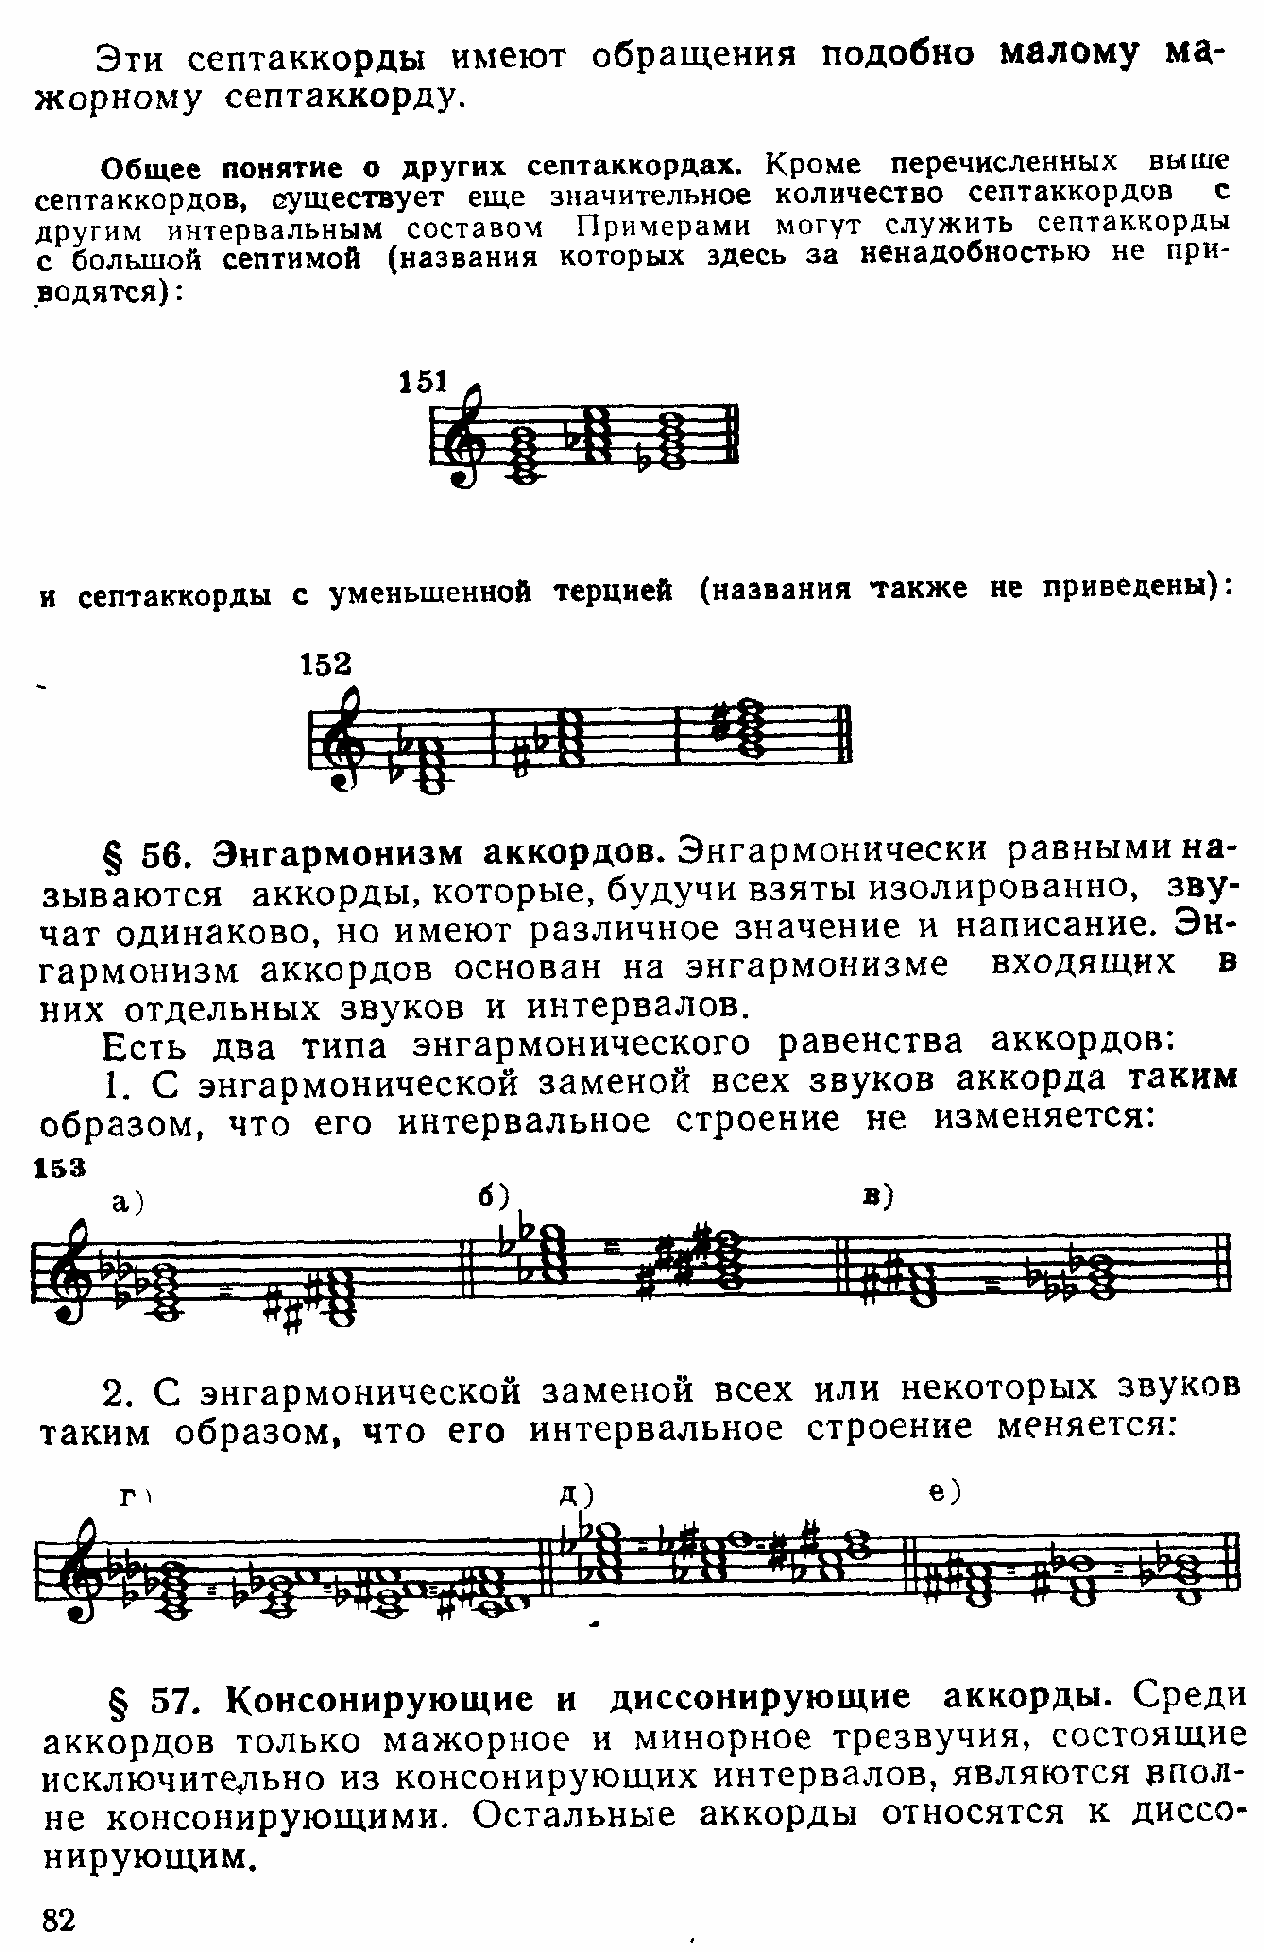 Эти септаккорды имеют обращения подобно малому ма-
жорному септаккорду.
Общее понятие о других септаккордах. Кроме перечисленных выше
септаккордов, существует еще значительное количество септаккордов с
другим интервальным составом Примерами могут служить септаккорды
с большой септимой (названия которых здесь за ненадобностью не при-
водятся):
151
и септаккорды с уменьшенной терцией (названия также не приведены):
152
§ 56. Энгармонизм аккордов. Энгармонически равными на-
зываются аккорды, которые, будучи взяты изолированно, зву-
чат одинаково, но имеют различное значение и написание. Эн-
гармонизм аккордов основан на энгармонизме входящих в
них отдельных звуков и интервалов.
Есть два типа энгармонического равенства аккордов:
1. С энгармонической заменой всех звуков аккорда таким
образом, что его интервальное строение не изменяется:
153
а) б) в)
2. С энгармонической заменой всех или некоторых звуков
таким образом, что его интервальное строение меняется:
г) д) е)
§ 57. Консонирующие и диссонирующие аккорды. Среди
аккордов только мажорное и минорное трезвучия, состоящие
исключительно из консонирующих интервалов, являются впол-
не консонирующими. Остальные аккорды относятся к диссо-
нирующим.
82